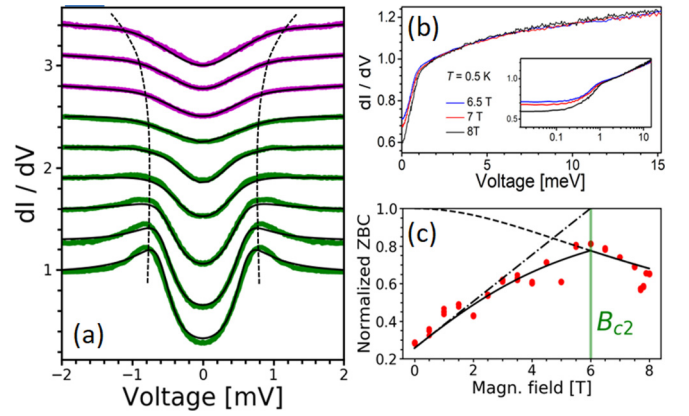 3
2
1
dI / dV
(a)
−2 −1 0 1 2
Voltage [mV]
(b)
1.2
1.0
0.8
0.6
dI / dV
T = 0.5 K
6.5 T
7 T
8T
1.0
0.5
0.1 1 10
0 5 10 15
Voltage [meV]
(c)
1.0
0.8
0.6
0.4
0.2
Normalized ZBC
Bc2
0 2 4 6 8
Magn. field [T]